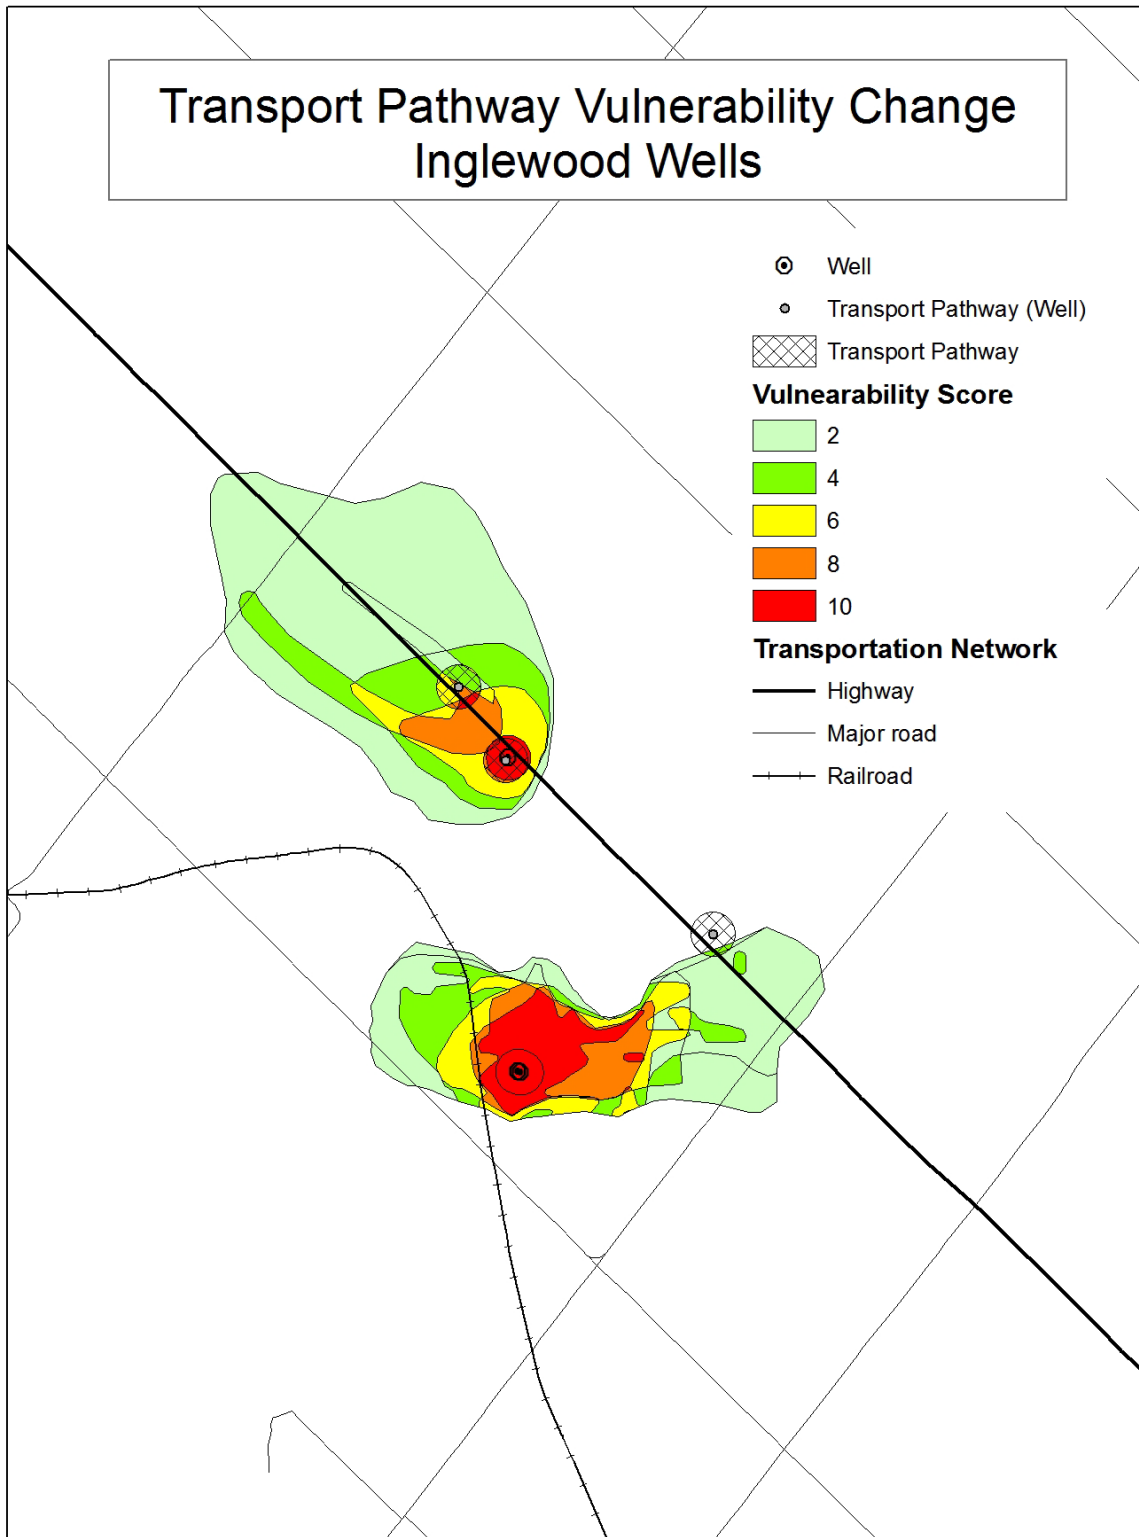 Transport Pathway Vulnerability Change
Inglewood Wells
Well
Transport Pathway (Well)
Transport Pathway
Vulnearability Score
2
4
6
8
10
Transportation Network
Highway
Major road
Railroad